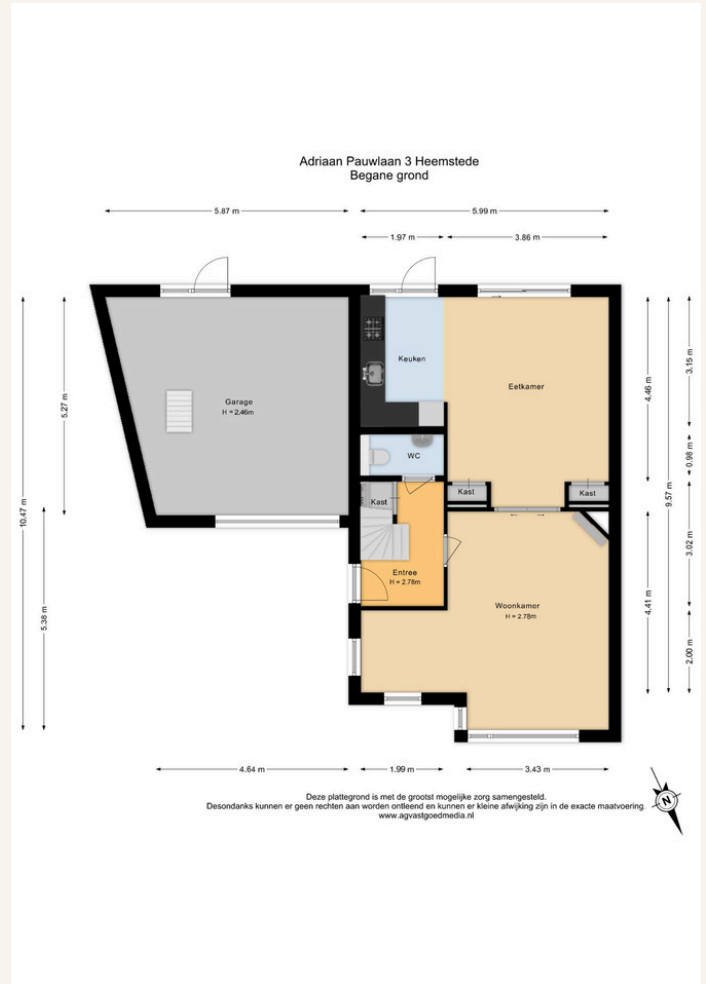 Adriaan Pauwlaan 3 Heemstede
Begane grond
5.87 m
5.99 m
1.97 m
3.86 m
10.47 m
5.27 m
5.38 m
Garage
H = 2.46m
Keuken
Eetkamer
WC
Kast
Kast
Kast
Entree
H = 2.78m
Woonkamer
H = 2.78m
4.46 m
4.41 m
9.57 m
3.15 m
0.98 m
3.02 m
2.00 m
4.64 m
1.99 m
3.43 m
Deze plattegrond is met de grootst mogelijke zorg samengesteld.
Desondanks kunnen er geen rechten aan worden ontleend en kunnen er kleine afwijking zijn in de exacte maatvoering.
www.agvastgoedmedia.nl
N